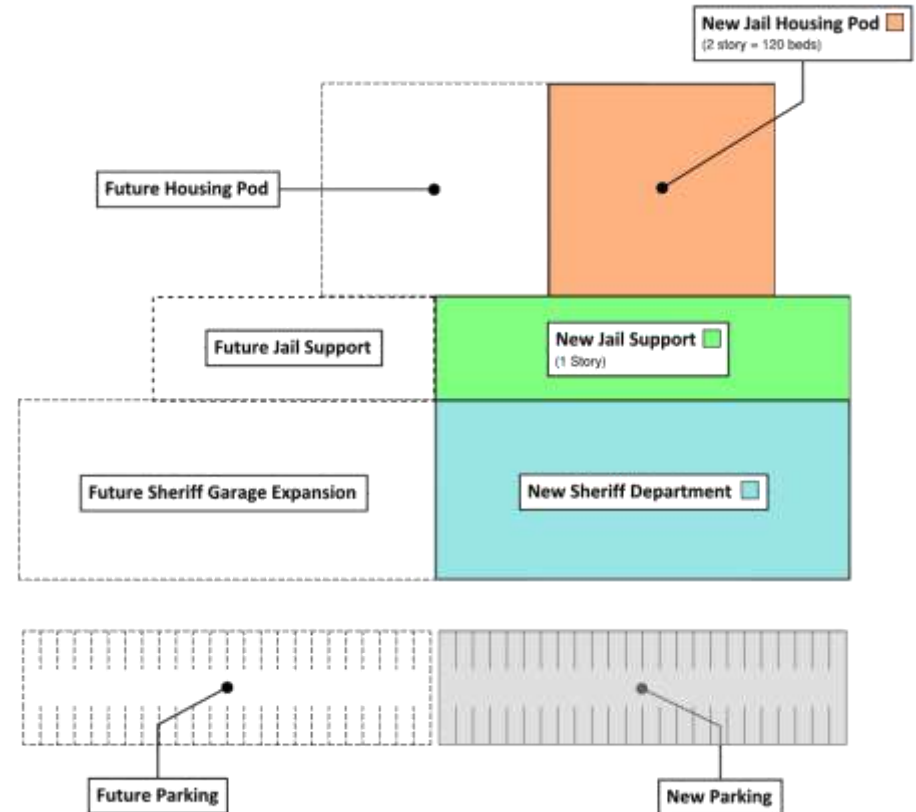 New Jail Housing Pod
(2 story = 120 beds)
Future Housing Pod
Future Jail Support
New Jail Support
(1 Story)
Future Sheriff Garage Expansion
New Sheriff Department
Future Parking
New Parking